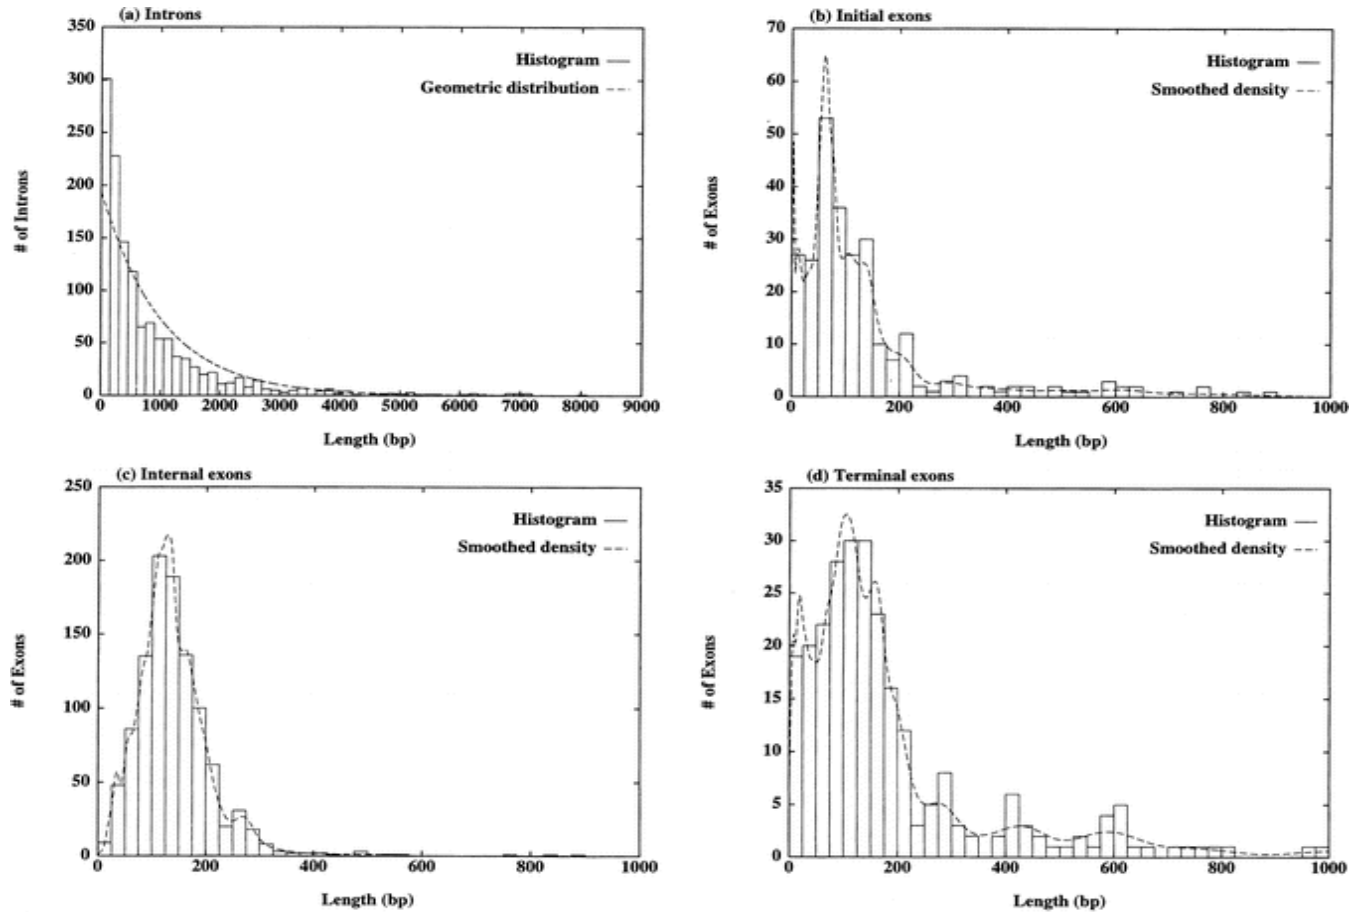 (a) Introns
350
300
250
200
150
100
50
0
# of Introns
Histogram
Geometric distribution
0 1000 2000 3000 4000 5000 6000 7000 8000 9000
Length (bp)
(b) Initial exons
70
60
50
40
30
20
10
0
# of Exons
Histogram
Smoothed density
0 200 400 600 800 1000
Length (bp)
(c) Internal exons
250
200
150
100
50
0
# of Exons
Histogram
Smoothed density
0 200 400 600 800 1000
Length (bp)
(d) Terminal exons
35
30
25
20
15
10
5
0
# of Exons
Histogram
Smoothed density
0 200 400 600 800 1000
Length (bp)